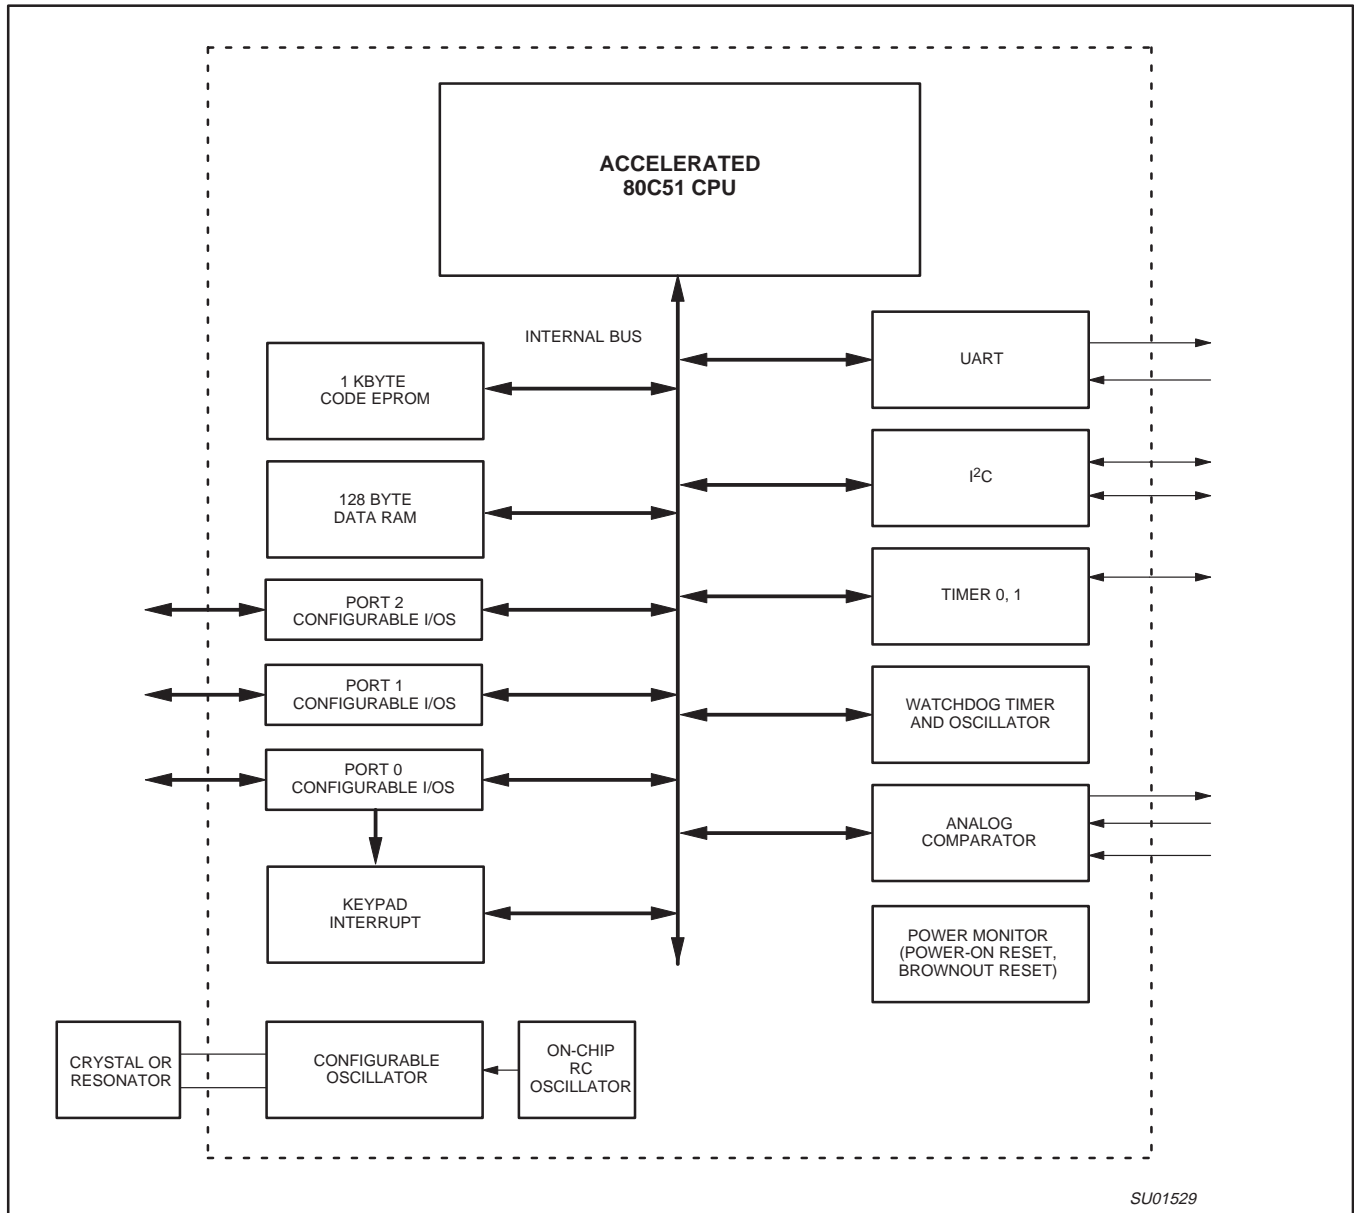 ACCELERATED
80C51 CPU
INTERNAL BUS
1 KBYTE
CODE EPROM
128 BYTE
DATA RAM
PORT 2
CONFIGURABLE I/OS
PORT 1
CONFIGURABLE I/OS
PORT 0
CONFIGURABLE I/OS
KEYPAD
INTERRUPT
CRYSTAL OR
RESONATOR
CONFIGURABLE
OSCILLATOR
ON-CHIP
RC
OSCILLATOR
UART
I²C
TIMER 0, 1
WATCHDOG TIMER
AND OSCILLATOR
ANALOG
COMPARATOR
POWER MONITOR
(POWER-ON RESET,
BROWNOUT RESET)
SU01529